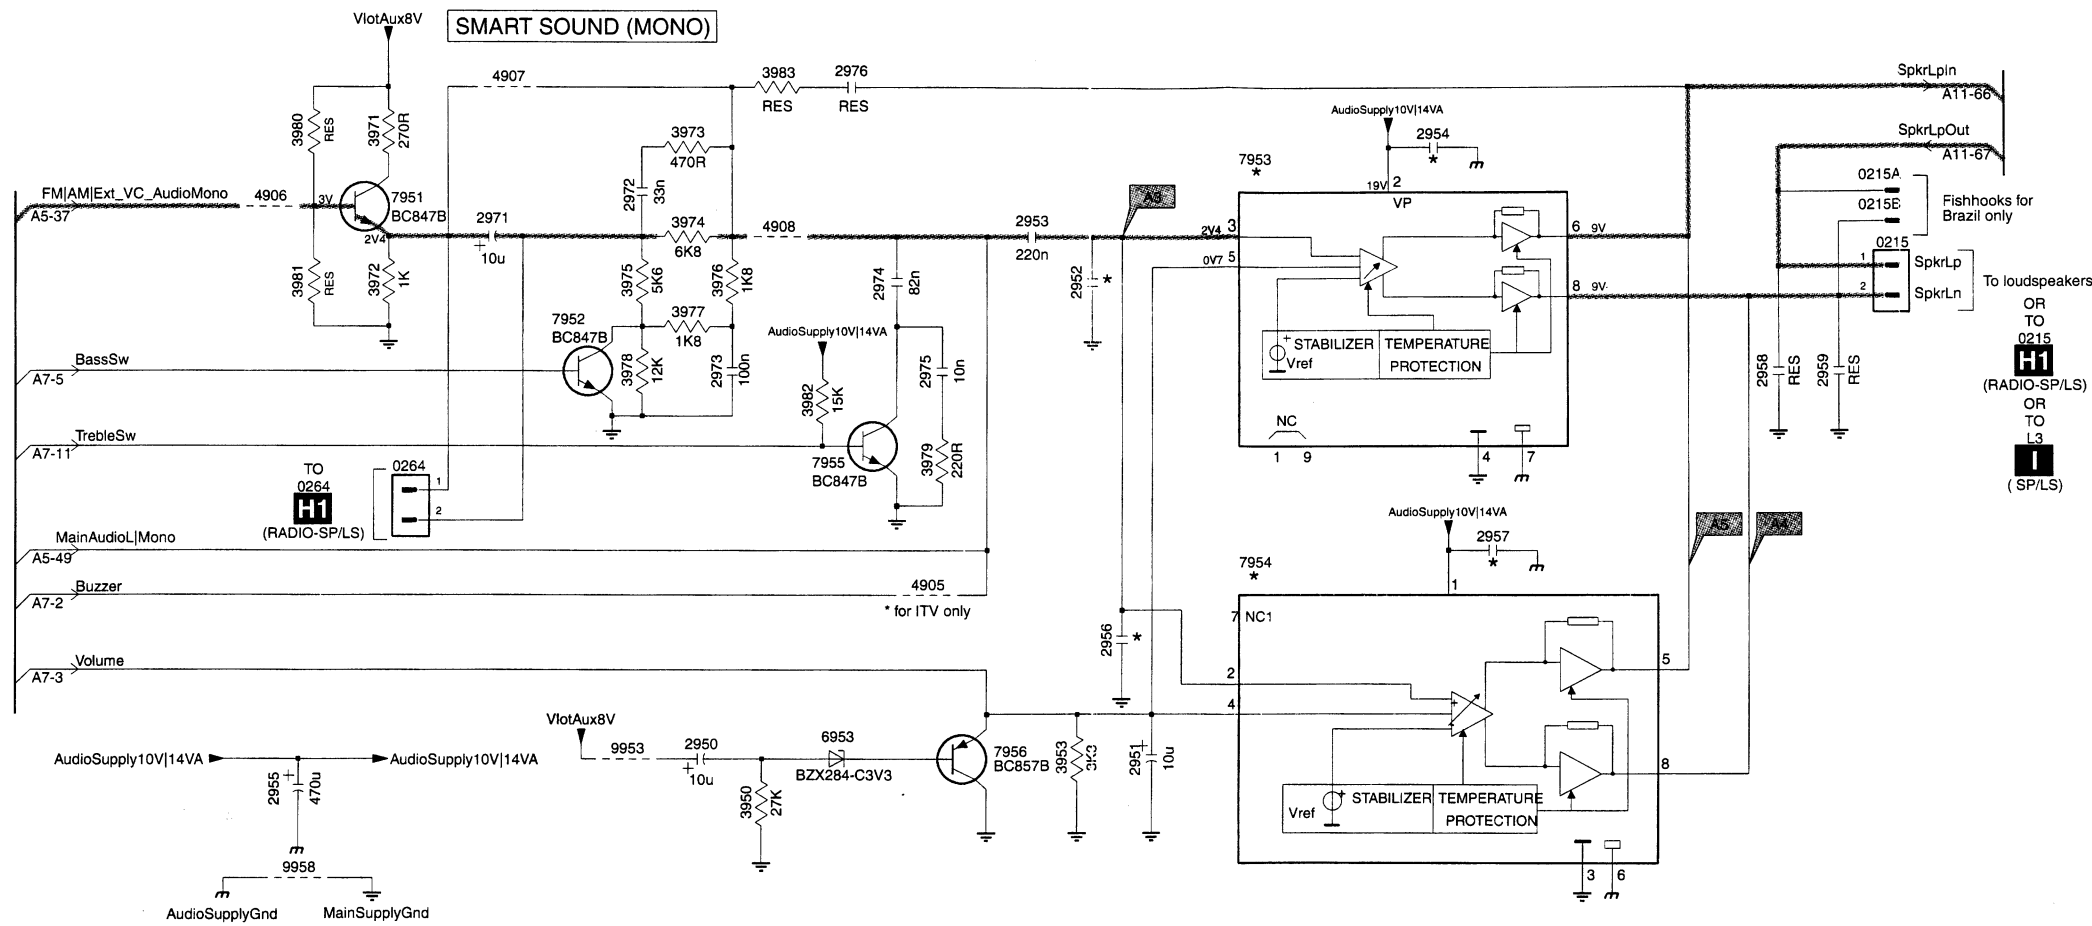 VlotAux8V
SMART SOUND (MONO)
4907
3983
RES
2976
RES
SpkrLpIn
A11-66
SpkrLpOut
A11-67
AudioSupply10V|14VA
2954
*
3980
RES
3971
270R
3973
470R
2972
33n
7953
*
19V
2
VP
A3
0215A
0215B
Fishhooks for
Brazil only
FM|AM|Ext_VC_AudioMono
A5-37
4906
3V
7951
BC847B
2V4
2971
+
10u
3974
6K8
4908
2953
220n
2V4
3
0V7
5
6
9V
8
9V
0215
1
SpkrLp
2
SpkrLn
To loudspeakers
OR
TO
0215
H1
(RADIO-SP/LS)
OR
TO
L3
I
( SP/LS)
3981
RES
3972
1K
3975
5K6
3976
1K8
2974
82n
2952
*
7952
BC847B
3977
1K8
AudioSupply10V|14VA
+
STABILIZER
Vref
TEMPERATURE
PROTECTION
2958
RES
2959
RES
BassSw
A7-5
3978
12K
2973
100n
3982
15K
2975
10n
NC
1
9
4
7
TrebleSw
A7-11
7955
BC847B
3979
220R
TO
0264
H1
(RADIO-SP/LS)
0264
1
2
AudioSupply10V|14VA
2957
*
A5
A4
MainAudioL|Mono
A5-49
7954
*
1
Buzzer
A7-2
4905
* for ITV only
7
NC1
2956
*
Volume
A7-3
2
4
+
-
5
8
VlotAux8V
9953
2950
+
10u
6953
BZX284-C3V3
7956
BC857B
3953
3K3
2951
+
10u
AudioSupply10V|14VA
AudioSupply10V|14VA
2955
+
470u
3950
27K
Vref
+
STABILIZER
TEMPERATURE
PROTECTION
3
6
9958
AudioSupplyGnd
MainSupplyGnd